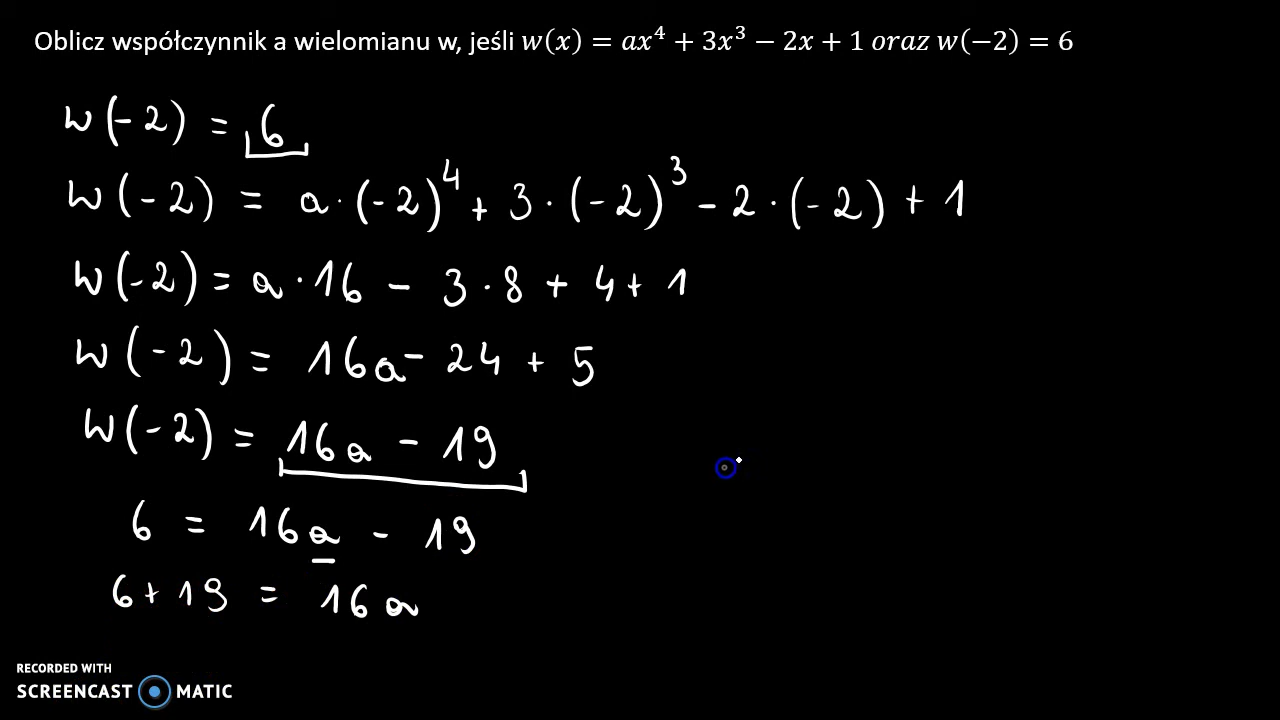 Oblicz współczynnik a wielomianu w, jeśli w(x) = ax⁴ + 3x³ − 2x + 1 oraz w(−2) = 6
w(-2) = 6
w(-2) = a·(-2)⁴ + 3·(-2)³ - 2·(-2) + 1
w(-2) = a·16 - 3·8 + 4 + 1
w(-2) = 16a - 24 + 5
w(-2) = 16a - 19
6 = 16a - 19
6 + 19 = 16a
RECORDED WITH
SCREENCAST MATIC